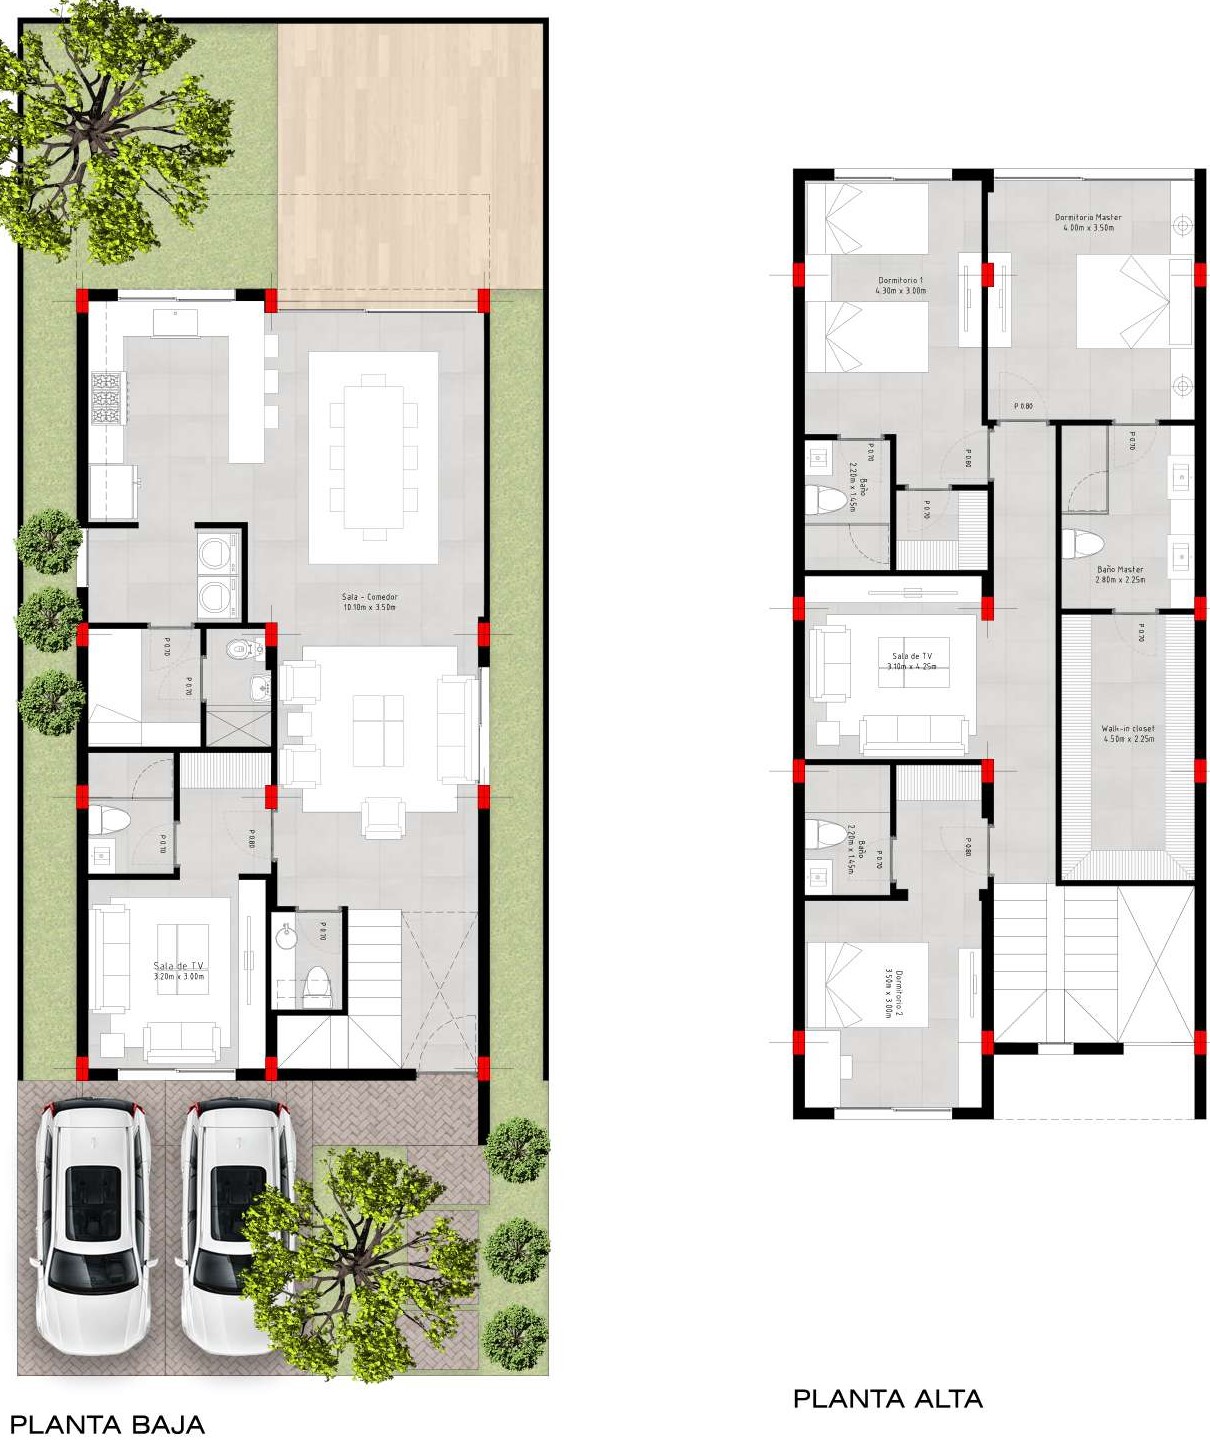 Sala - Comedor
10.10m x 3.50m
P 0.70
P 0.70
P 0.70
P 0.80
P 0.70
Sala de TV
3.20m x 3.00m
PLANTA BAJA
Dormitorio Master
4.00m x 3.50m
Dormitorio 1
4.30m x 3.00m
P 0.80
P 0.70
P 0.70
P 0.80
Baño
2.20m x 1.45m
P 0.70
Baño Master
2.80m x 2.25m
P 0.70
Sala de TV
3.10m x 4.25m
Walk-in closet
4.50m x 2.25m
Baño
2.20m x 1.45m
P 0.70
P 0.80
Dormitorio 2
3.50m x 3.00m
PLANTA ALTA